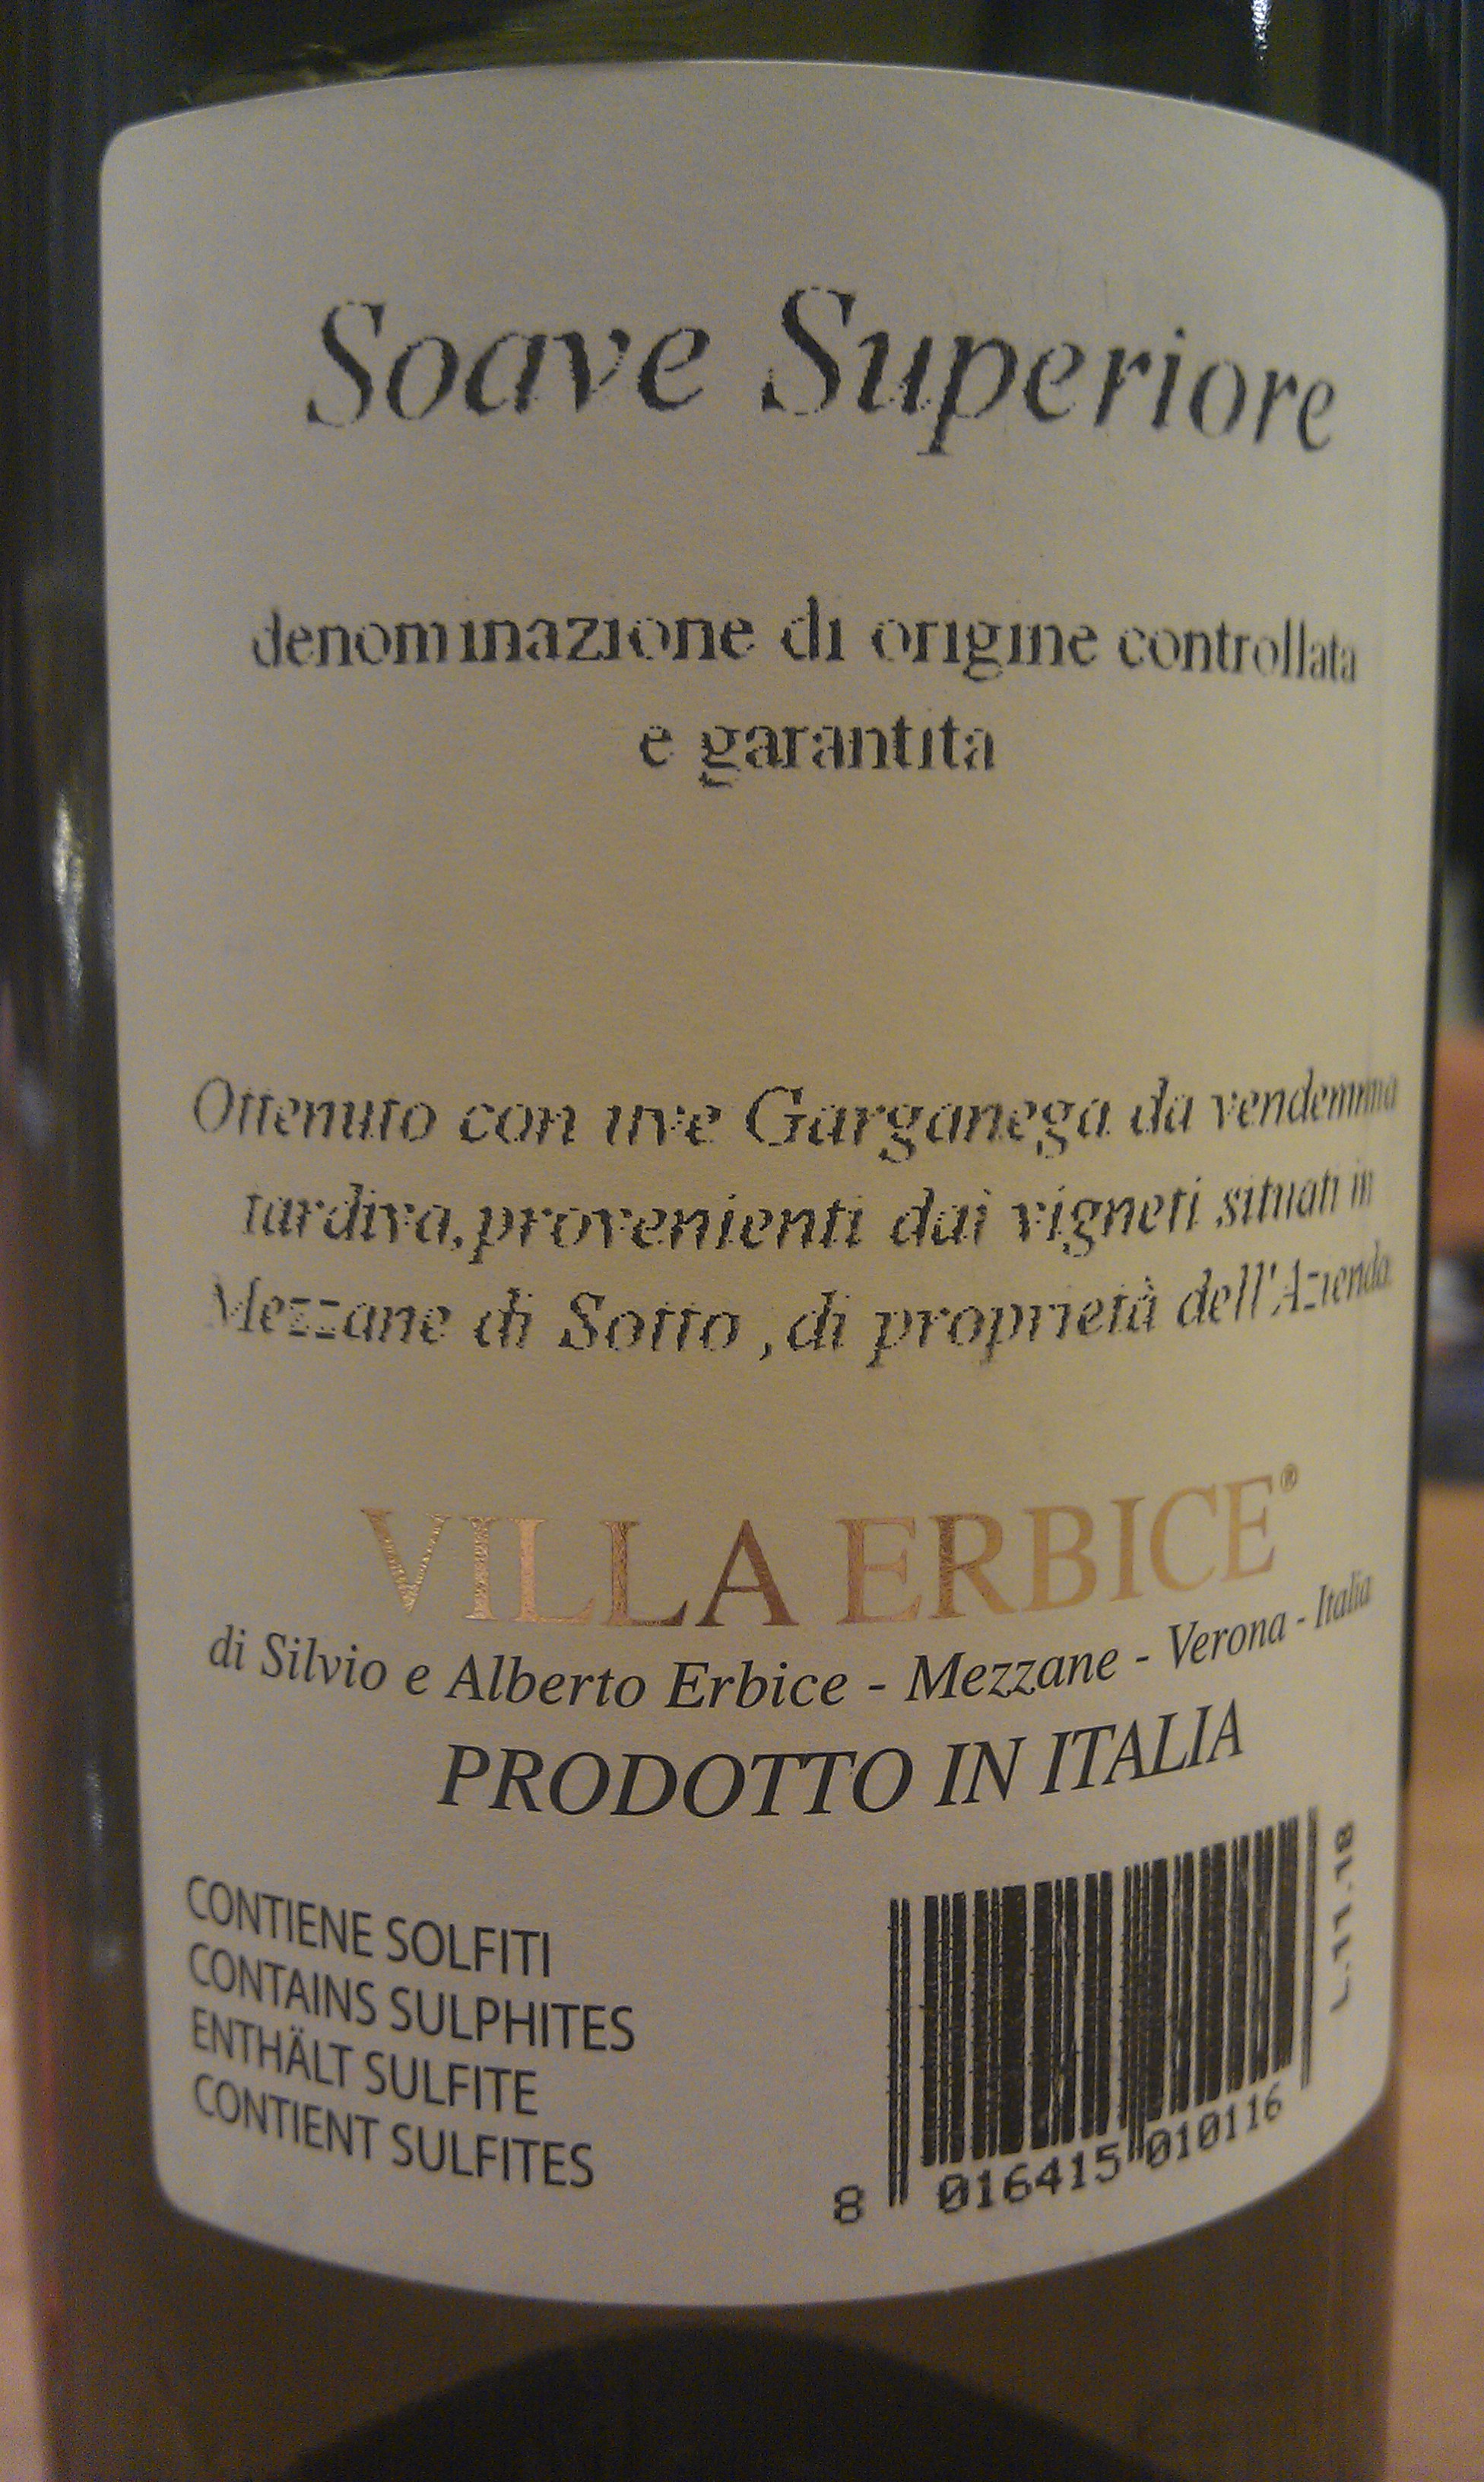 Soave Superiore
denominazione di origine controllata
e garantita
Ottenuto con uve Garganega da vendemmia
tardiva,provenienti dai vigneti situati in
Mezzane di Sotto ,di proprietà dell'Azienda
VILLA ERBICE®
di Silvio e Alberto Erbice - Mezzane - Verona - Italia
PRODOTTO IN ITALIA
CONTIENE SOLFITI
CONTAINS SULPHITES
ENTHÄLT SULFITE
CONTIENT SULFITES
L.11.18
8 016415 010116